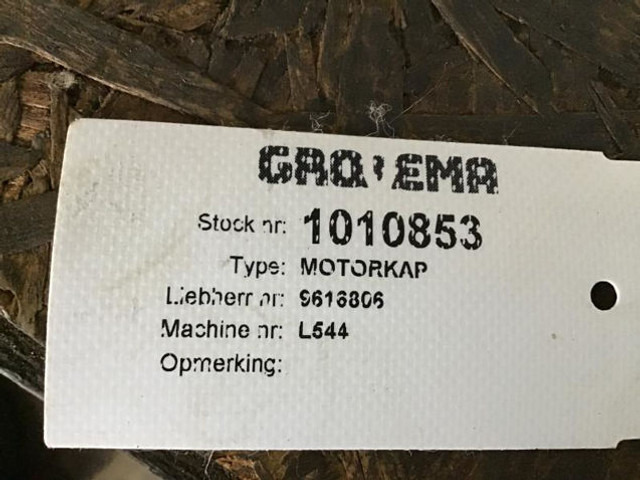 Stock nr: 1010853
Type: MOTORKAP
Liebherr nr: 9616806
Machine nr: L544
Opmerking: